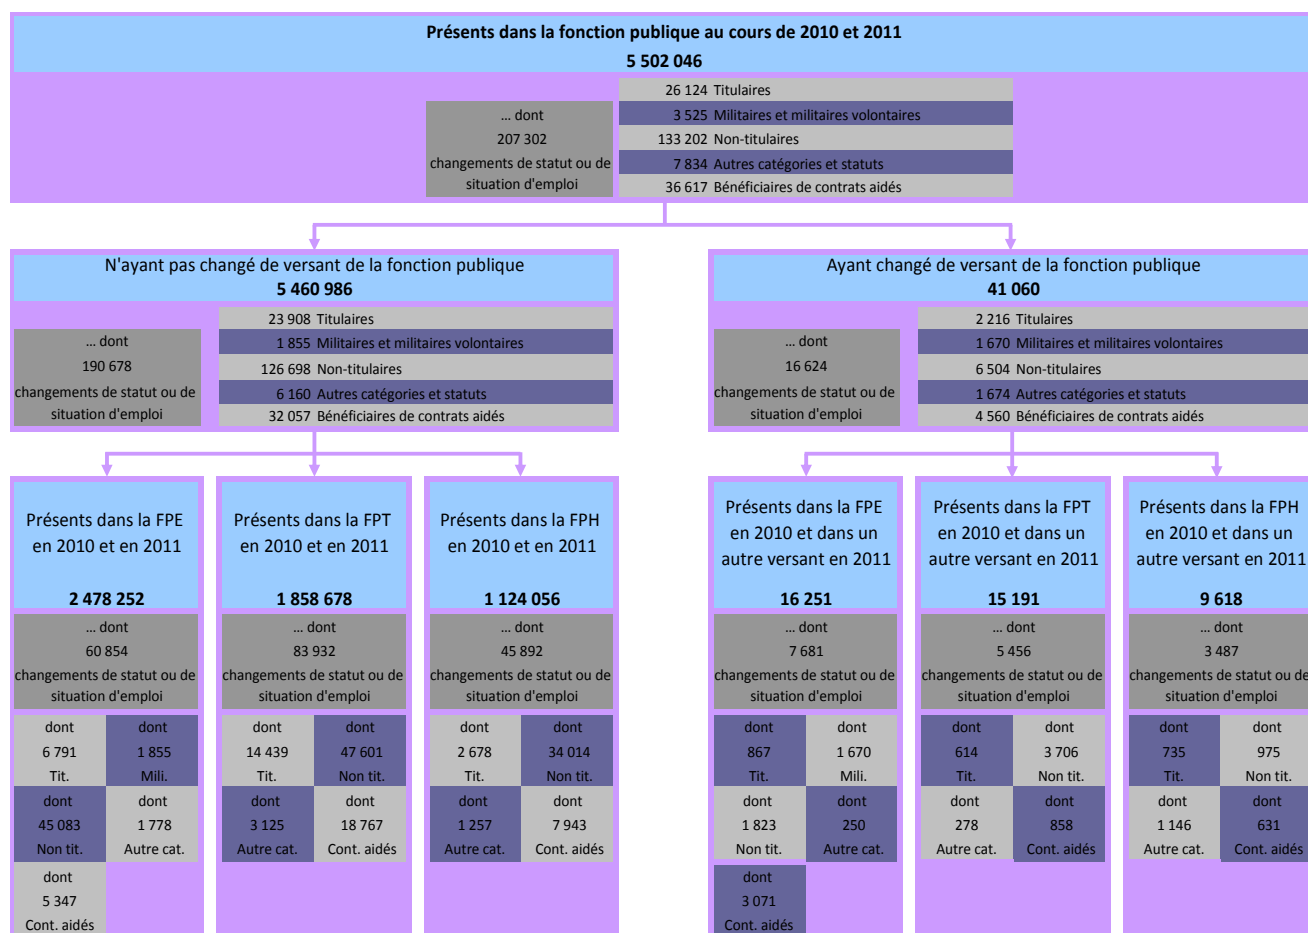 Présents dans la fonction publique au cours de 2010 et 2011
5 502 046
... dont
207 302
changements de statut ou de
situation d'emploi
26 124 Titulaires
3 525 Militaires et militaires volontaires
133 202 Non-titulaires
7 834 Autres catégories et statuts
36 617 Bénéficiaires de contrats aidés
N'ayant pas changé de versant de la fonction publique
5 460 986
... dont
190 678
changements de statut ou de
situation d'emploi
23 908 Titulaires
1 855 Militaires et militaires volontaires
126 698 Non-titulaires
6 160 Autres catégories et statuts
32 057 Bénéficiaires de contrats aidés
Ayant changé de versant de la fonction publique
41 060
... dont
16 624
changements de statut ou de
situation d'emploi
2 216 Titulaires
1 670 Militaires et militaires volontaires
6 504 Non-titulaires
1 674 Autres catégories et statuts
4 560 Bénéficiaires de contrats aidés
Présents dans la FPE
en 2010 et en 2011
2 478 252
... dont
60 854
changements de statut ou de
situation d'emploi
dont
6 791
Tit.
dont
1 855
Mili.
dont
45 083
Non tit.
dont
1 778
Autre cat.
dont
5 347
Cont. aidés
Présents dans la FPT
en 2010 et en 2011
1 858 678
... dont
83 932
changements de statut ou de
situation d'emploi
dont
14 439
Tit.
dont
47 601
Non tit.
dont
3 125
Autre cat.
dont
18 767
Cont. aidés
Présents dans la FPH
en 2010 et en 2011
1 124 056
... dont
45 892
changements de statut ou de
situation d'emploi
dont
2 678
Tit.
dont
34 014
Non tit.
dont
1 257
Autre cat.
dont
7 943
Cont. aidés
Présents dans la FPE
en 2010 et dans un
autre versant en 2011
16 251
... dont
7 681
changements de statut ou de
situation d'emploi
dont
867
Tit.
dont
1 670
Mili.
dont
1 823
Non tit.
dont
250
Autre cat.
dont
3 071
Cont. aidés
Présents dans la FPT
en 2010 et dans un
autre versant en 2011
15 191
... dont
5 456
changements de statut ou de
situation d'emploi
dont
614
Tit.
dont
3 706
Non tit.
dont
278
Autre cat.
dont
858
Cont. aidés
Présents dans la FPH
en 2010 et dans un
autre versant en 2011
9 618
... dont
3 487
changements de statut ou de
situation d'emploi
dont
735
Tit.
dont
975
Non tit.
dont
1 146
Autre cat.
dont
631
Cont. aidés